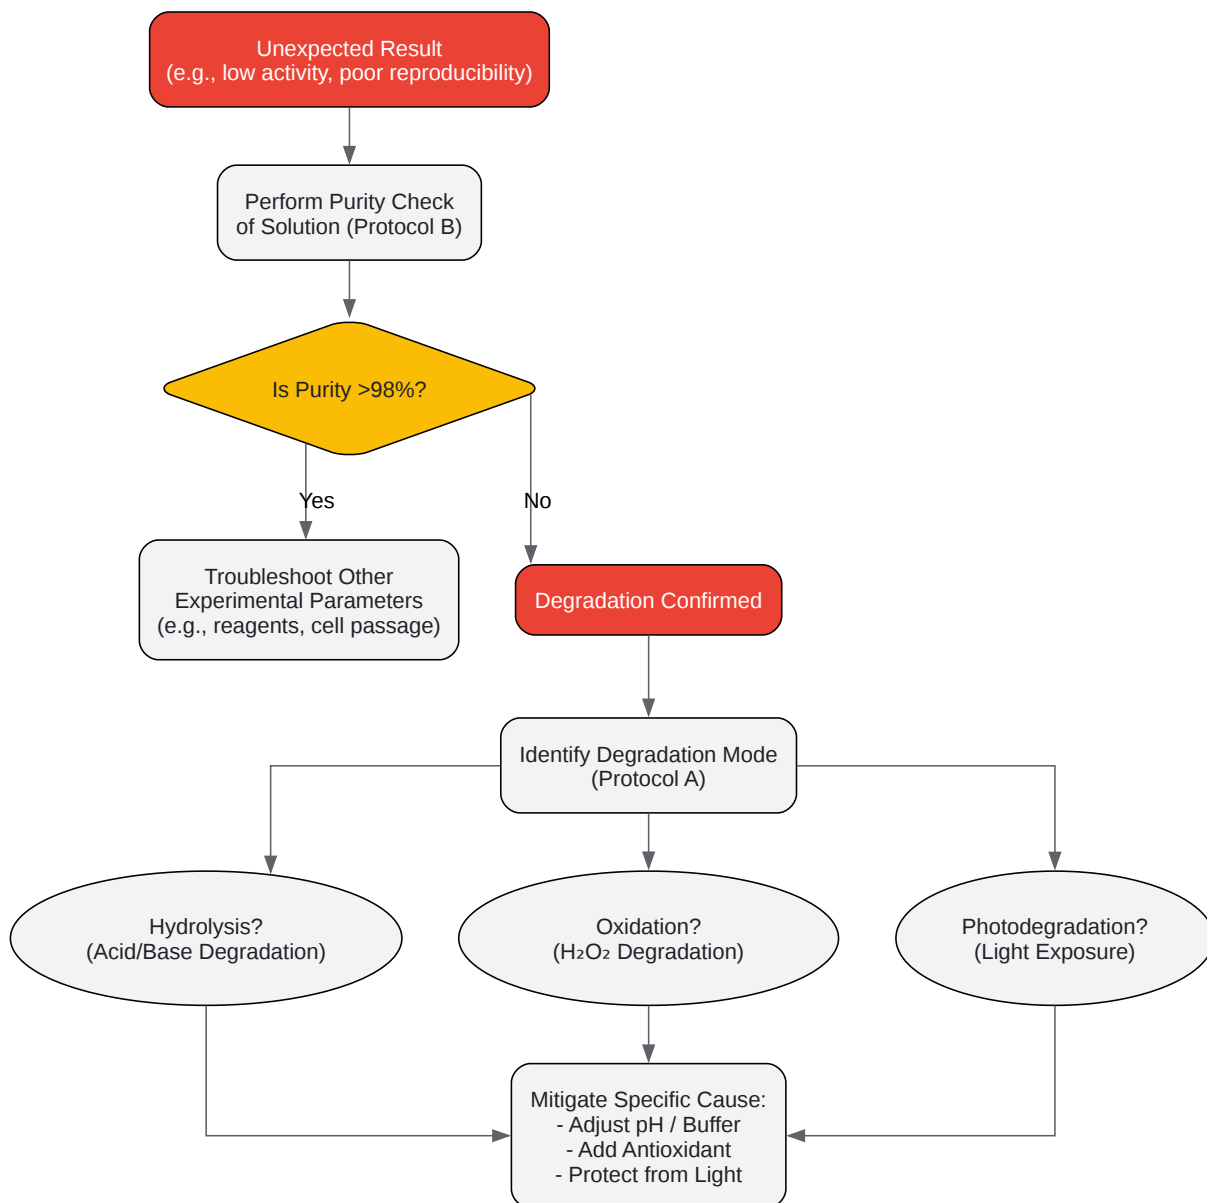 Unexpected Result
(e.g., low activity, poor reproducibility)
Perform Purity Check
of Solution (Protocol B)
Is Purity >98%?
Yes
No
Troubleshoot Other
Experimental Parameters
(e.g., reagents, cell passage)
Degradation Confirmed
Identify Degradation Mode
(Protocol A)
Hydrolysis?
(Acid/Base Degradation)
Oxidation?
(H₂O₂ Degradation)
Photodegradation?
(Light Exposure)
Mitigate Specific Cause:
- Adjust pH / Buffer
- Add Antioxidant
- Protect from Light